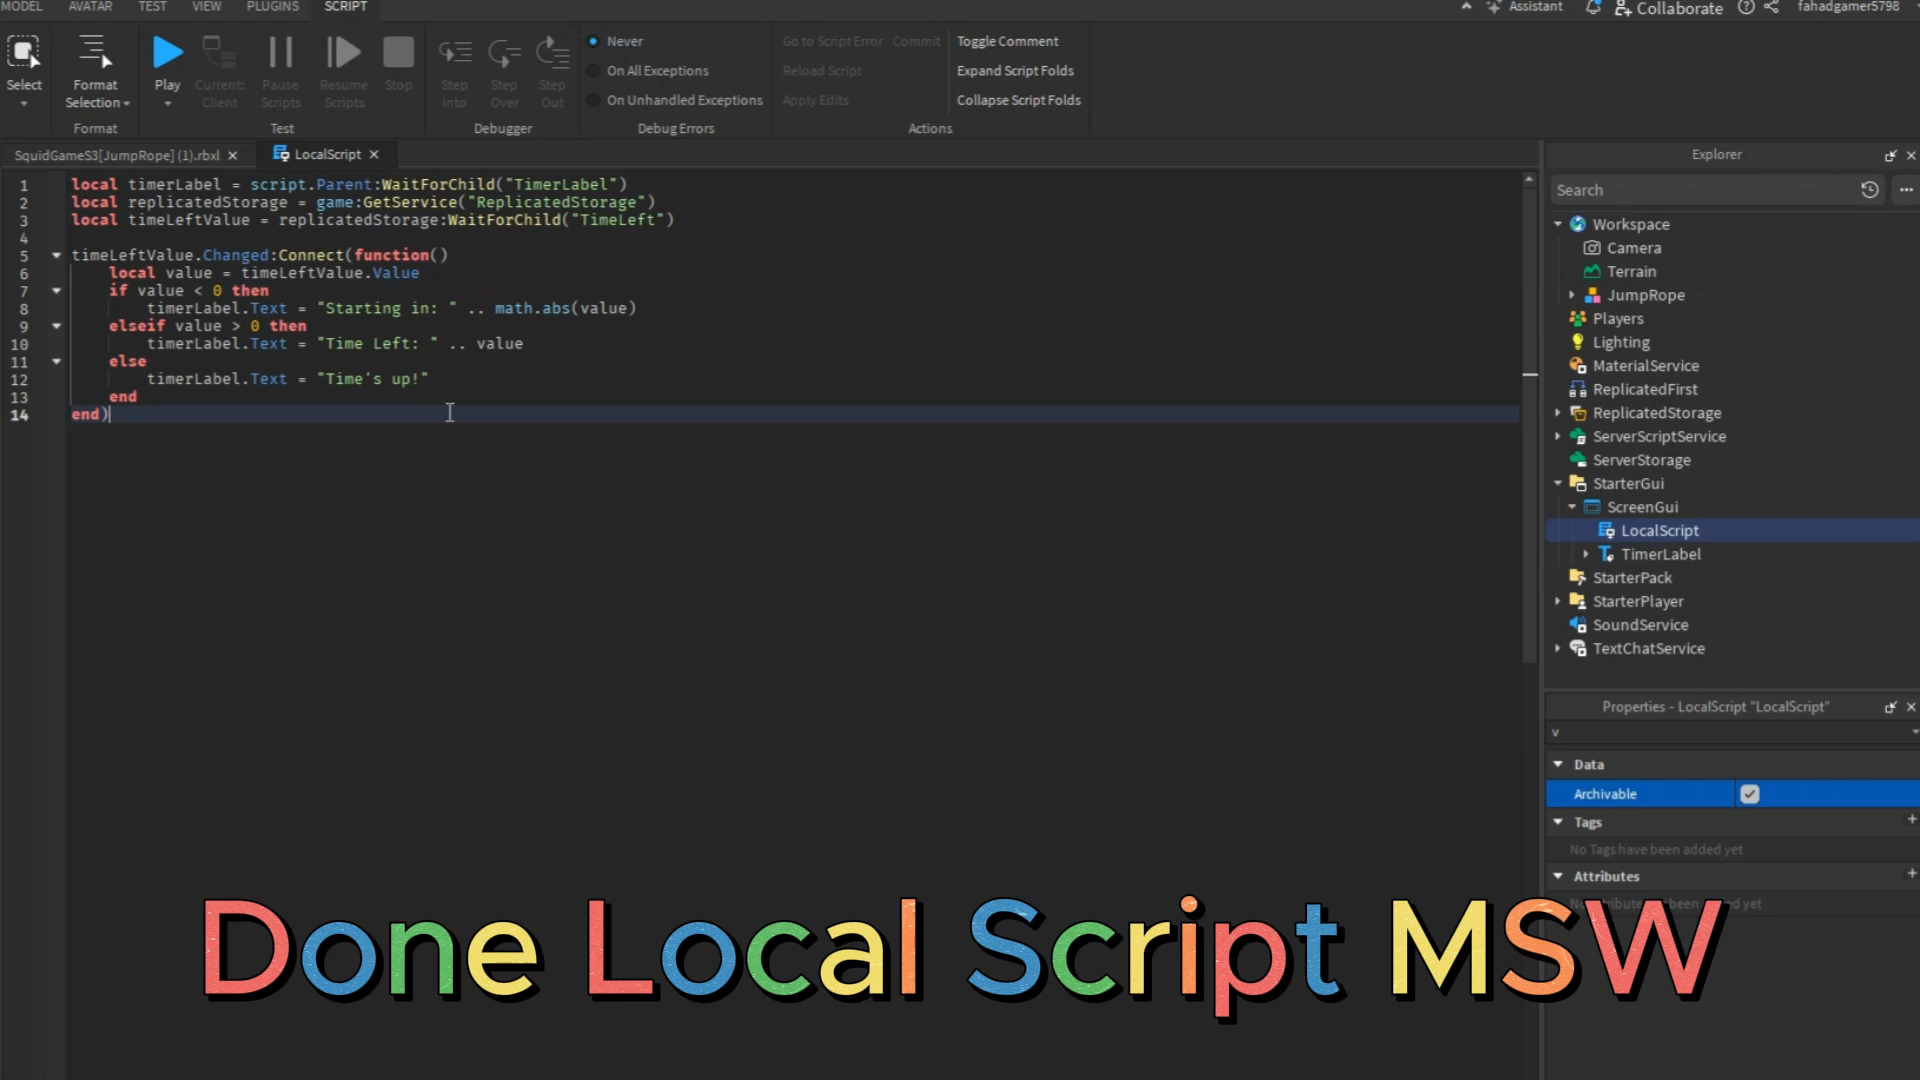 MODEL AVATAR TEST VIEW PLUGINS SCRIPT
Assistant Collaborate fahadgamer5798
Select Format Selection Play Current: Client Pause Scripts Resume Scripts Stop Step Into Step Over Step Out
Never
On All Exceptions
On Unhandled Exceptions
Go to Script Error Commit
Reload Script
Apply Edits
Toggle Comment
Expand Script Folds
Collapse Script Folds
Format Test Debugger Debug Errors Actions
SquidGameS3[JumpRope] (1).rbxl LocalScript
1 local timerLabel = script.Parent:WaitForChild("TimerLabel")
2 local replicatedStorage = game:GetService("ReplicatedStorage")
3 local timeLeftValue = replicatedStorage:WaitForChild("TimeLeft")
4
5 timeLeftValue.Changed:Connect(function()
6 local value = timeLeftValue.Value
7 if value < 0 then
8 timerLabel.Text = "Starting in: " .. math.abs(value)
9 elseif value > 0 then
10 timerLabel.Text = "Time Left: " .. value
11 else
12 timerLabel.Text = "Time's up!"
13 end
14 end)
Explorer
Search
Workspace
Camera
Terrain
JumpRope
Players
Lighting
MaterialService
ReplicatedFirst
ReplicatedStorage
ServerScriptService
ServerStorage
StarterGui
ScreenGui
LocalScript
TimerLabel
StarterPack
StarterPlayer
SoundService
TextChatService
Properties - LocalScript "LocalScript"
v
Data
Archivable
Tags
No Tags have been added yet
Attributes
Done Local Script MSW